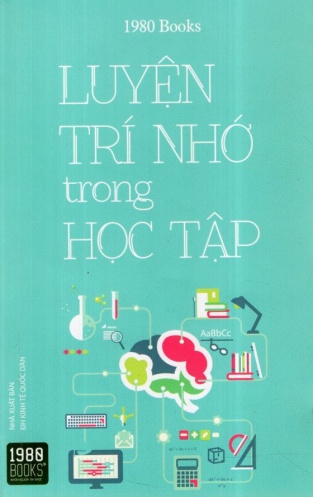 1980 Books
LUYỆN
TRÍ NHỚ
trong
HỌC TẬP
AaBbCc
NHÀ XUẤT BẢN
ĐH KINH TẾ QUỐC DÂN
1980
BOOKS